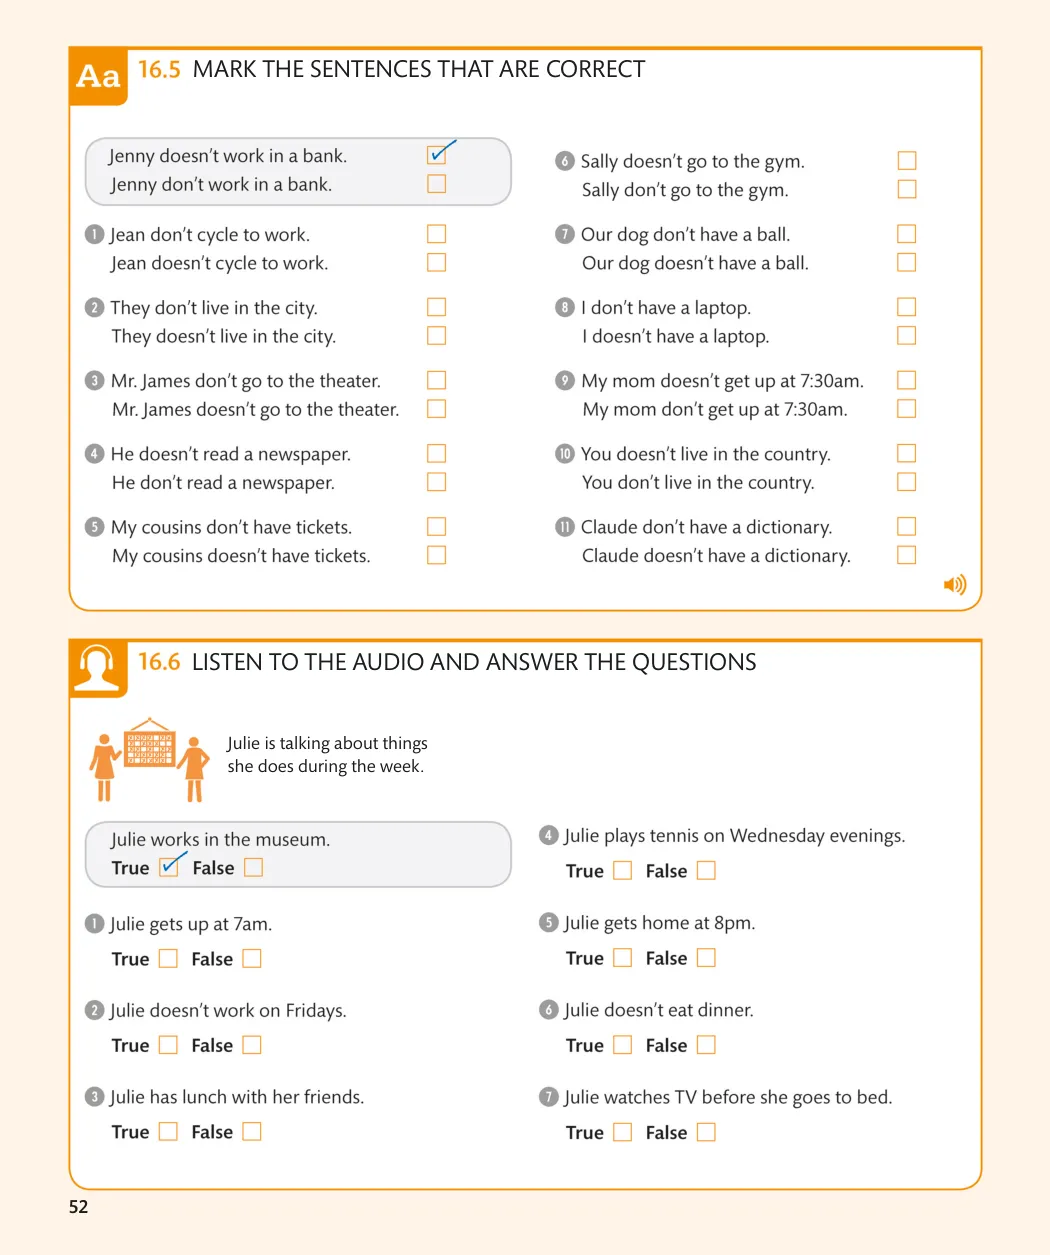 Aa
16.5 MARK THE SENTENCES THAT ARE CORRECT
Jenny doesn't work in a bank.
Jenny don't work in a bank.
1 Jean don't cycle to work.
Jean doesn't cycle to work.
2 They don't live in the city.
They doesn't live in the city.
3 Mr. James don't go to the theater.
Mr. James doesn't go to the theater.
4 He doesn't read a newspaper.
He don't read a newspaper.
5 My cousins don't have tickets.
My cousins doesn't have tickets.
6 Sally doesn't go to the gym.
Sally don't go to the gym.
7 Our dog don't have a ball.
Our dog doesn't have a ball.
8 I don't have a laptop.
I doesn't have a laptop.
9 My mom doesn't get up at 7:30am.
My mom don't get up at 7:30am.
10 You doesn't live in the country.
You don't live in the country.
11 Claude don't have a dictionary.
Claude doesn't have a dictionary.
16.6 LISTEN TO THE AUDIO AND ANSWER THE QUESTIONS
Julie is talking about things
she does during the week.
Julie works in the museum.
True False
1 Julie gets up at 7am.
True False
2 Julie doesn't work on Fridays.
True False
3 Julie has lunch with her friends.
True False
4 Julie plays tennis on Wednesday evenings.
True False
5 Julie gets home at 8pm.
True False
6 Julie doesn't eat dinner.
True False
7 Julie watches TV before she goes to bed.
True False
52